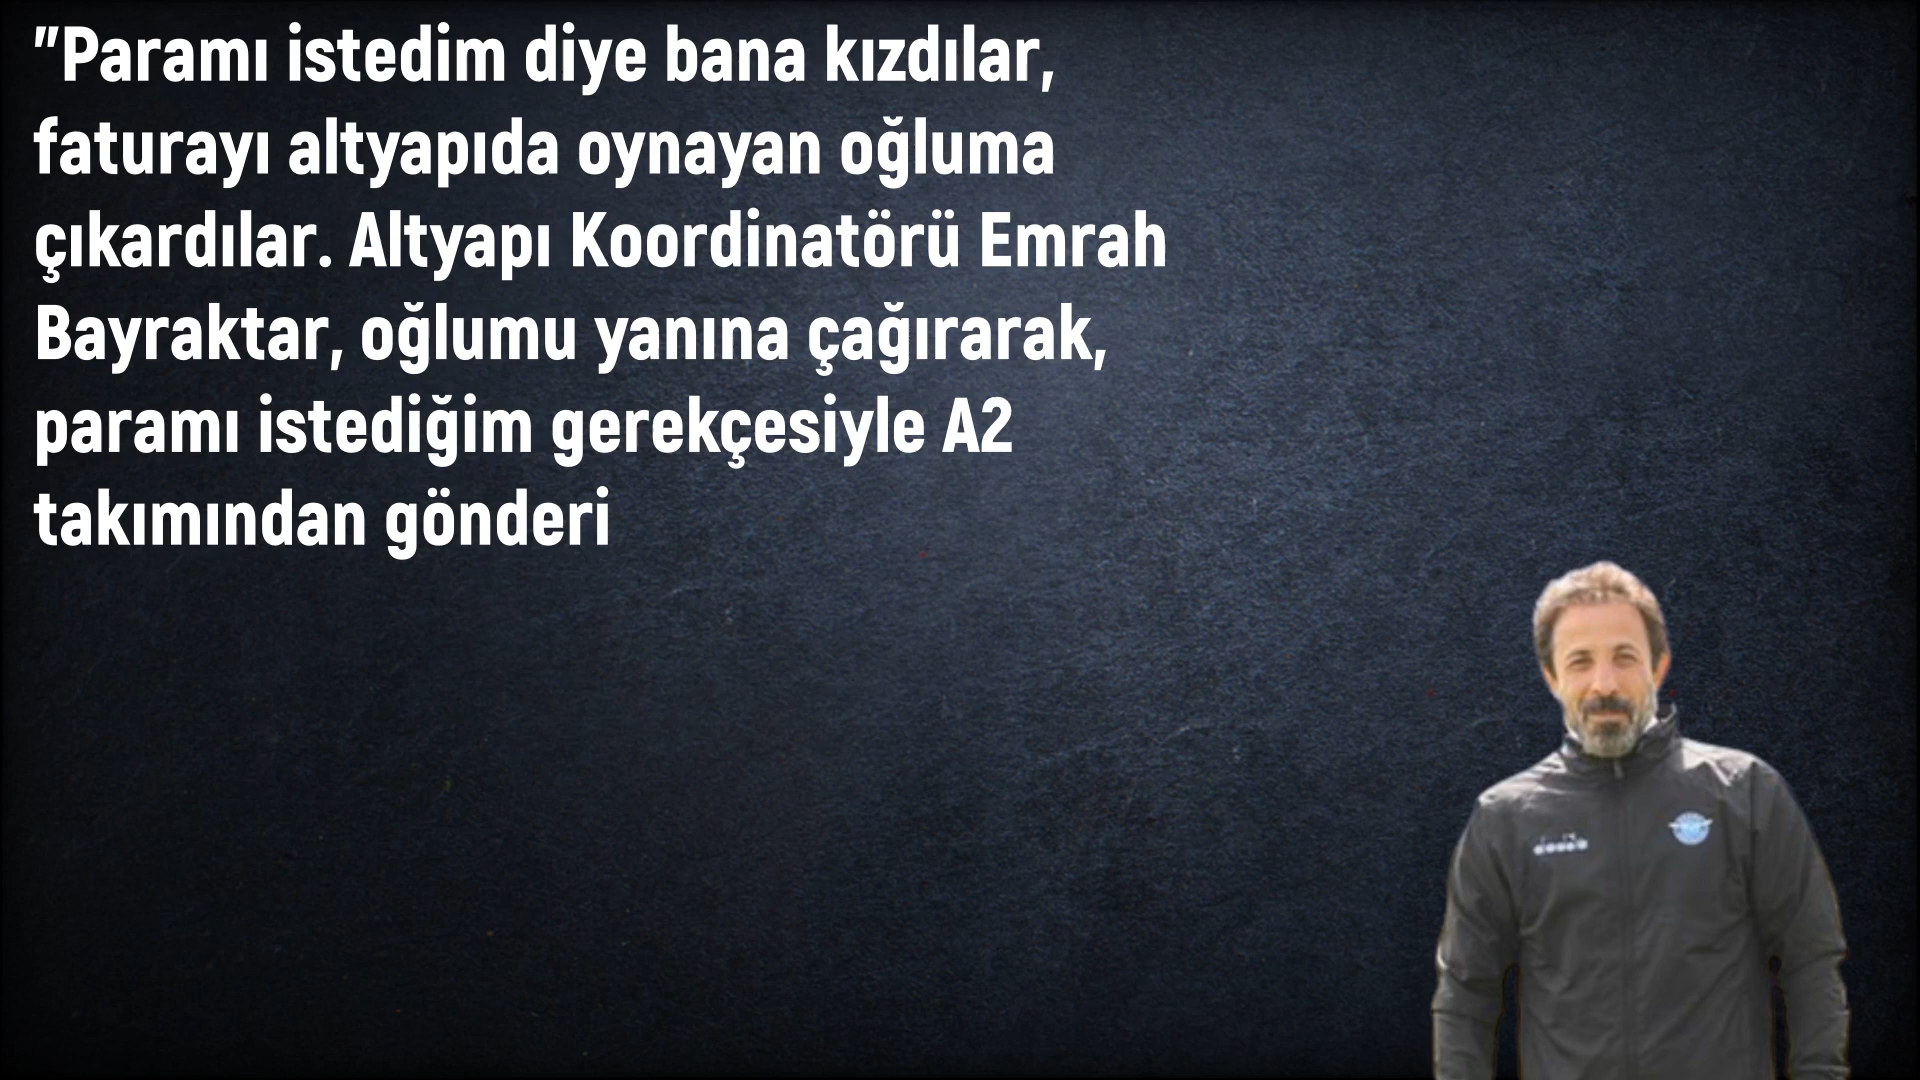 "Paramı istedim diye bana kızdılar,
faturayı altyapıda oynayan oğluma
çıkardılar. Altyapı Koordinatörü Emrah
Bayraktar, oğlumu yanına çağırarak,
paramı istediğim gerekçesiyle A2
takımından gönderi